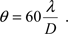 θ = 60 λ/D .